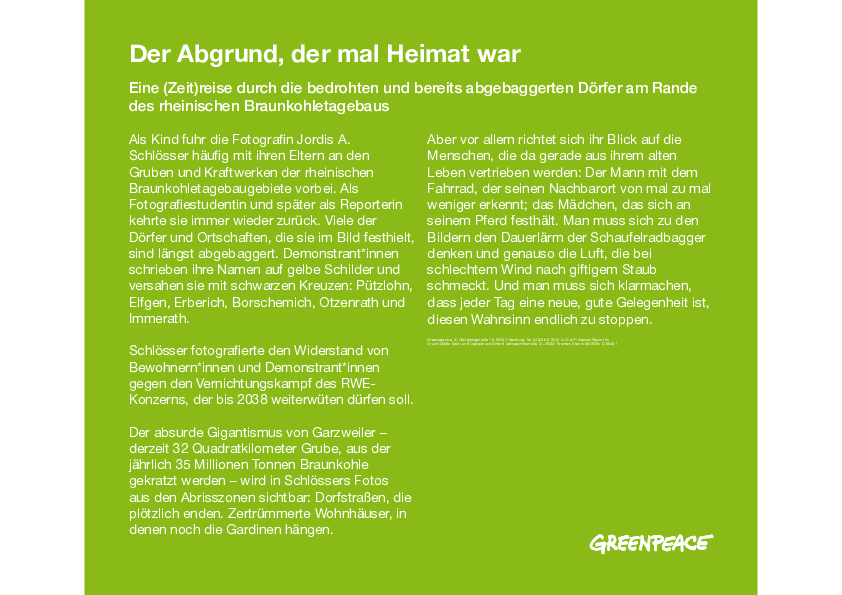 Der Abgrund, der mal Heimat war
Eine (Zeit)reise durch die bedrohten und bereits abgebaggerten Dörfer am Rande
des rheinischen Braunkohletagebaus
Als Kind fuhr die Fotografin Jordis A.
Schlösser häufig mit ihren Eltern an den
Gruben und Kraftwerken der rheinischen
Braunkohletagebaugebiete vorbei. Als
Fotografiestudentin und später als Reporterin
kehrte sie immer wieder zurück. Viele der
Dörfer und Ortschaften, die sie im Bild festhielt,
sind längst abgebaggert. Demonstrant*innen
schrieben ihre Namen auf gelbe Schilder und
versahen sie mit schwarzen Kreuzen: Pützlohn,
Elfgen, Erberich, Borschemich, Otzenrath und
Immerath.
Schlösser fotografierte den Widerstand von
Bewohnern*innen und Demonstrant*innen
gegen den Vernichtungskampf des RWE-
Konzerns, der bis 2038 weiterwüten dürfen soll.
Der absurde Gigantismus von Garzweiler –
derzeit 32 Quadratkilometer Grube, aus der
jährlich 35 Millionen Tonnen Braunkohle
gekratzt werden – wird in Schlössers Fotos
aus den Abrisszonen sichtbar: Dorfstraßen, die
plötzlich enden. Zertrümmerte Wohnhäuser, in
denen noch die Gardinen hängen.
Aber vor allem richtet sich ihr Blick auf die
Menschen, die da gerade aus ihrem alten
Leben vertrieben werden: Der Mann mit dem
Fahrrad, der seinen Nachbarort von mal zu mal
weniger erkennt; das Mädchen, das sich an
seinem Pferd festhält. Man muss sich zu den
Bildern den Dauerlärm der Schaufelradbagger
denken und genauso die Luft, die bei
schlechtem Wind nach giftigem Staub
schmeckt. Und man muss sich klarmachen,
dass jeder Tag eine neue, gute Gelegenheit ist,
diesen Wahnsinn endlich zu stoppen.
GREENPEACE